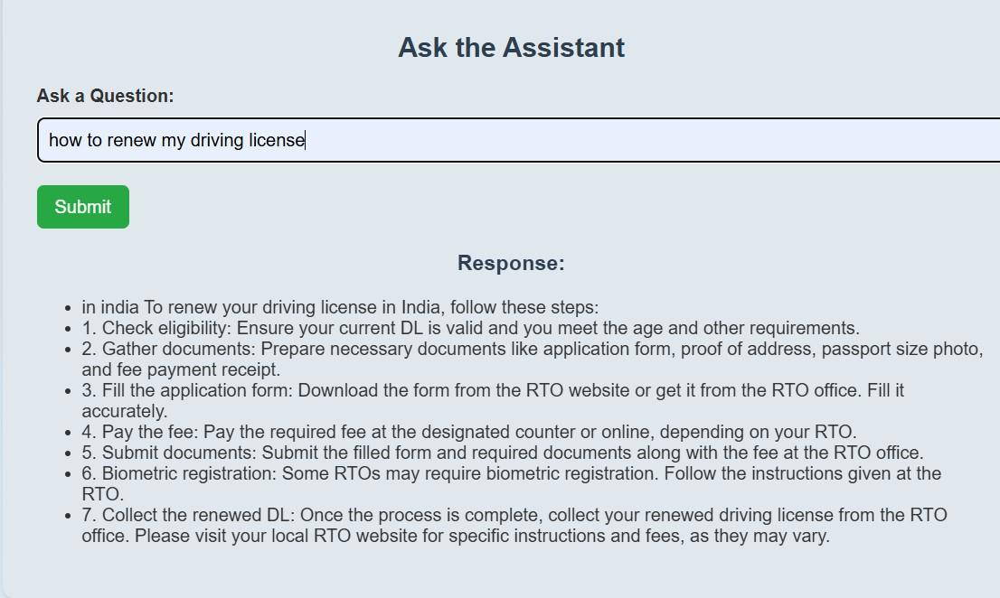 Ask the Assistant
Ask a Question:
how to renew my driving license
Submit
Response:
• in india To renew your driving license in India, follow these steps:
• 1. Check eligibility: Ensure your current DL is valid and you meet the age and other requirements.
• 2. Gather documents: Prepare necessary documents like application form, proof of address, passport size photo,
and fee payment receipt.
• 3. Fill the application form: Download the form from the RTO website or get it from the RTO office. Fill it
accurately.
• 4. Pay the fee: Pay the required fee at the designated counter or online, depending on your RTO.
• 5. Submit documents: Submit the filled form and required documents along with the fee at the RTO office.
• 6. Biometric registration: Some RTOs may require biometric registration. Follow the instructions given at the
RTO.
• 7. Collect the renewed DL: Once the process is complete, collect your renewed driving license from the RTO
office. Please visit your local RTO website for specific instructions and fees, as they may vary.